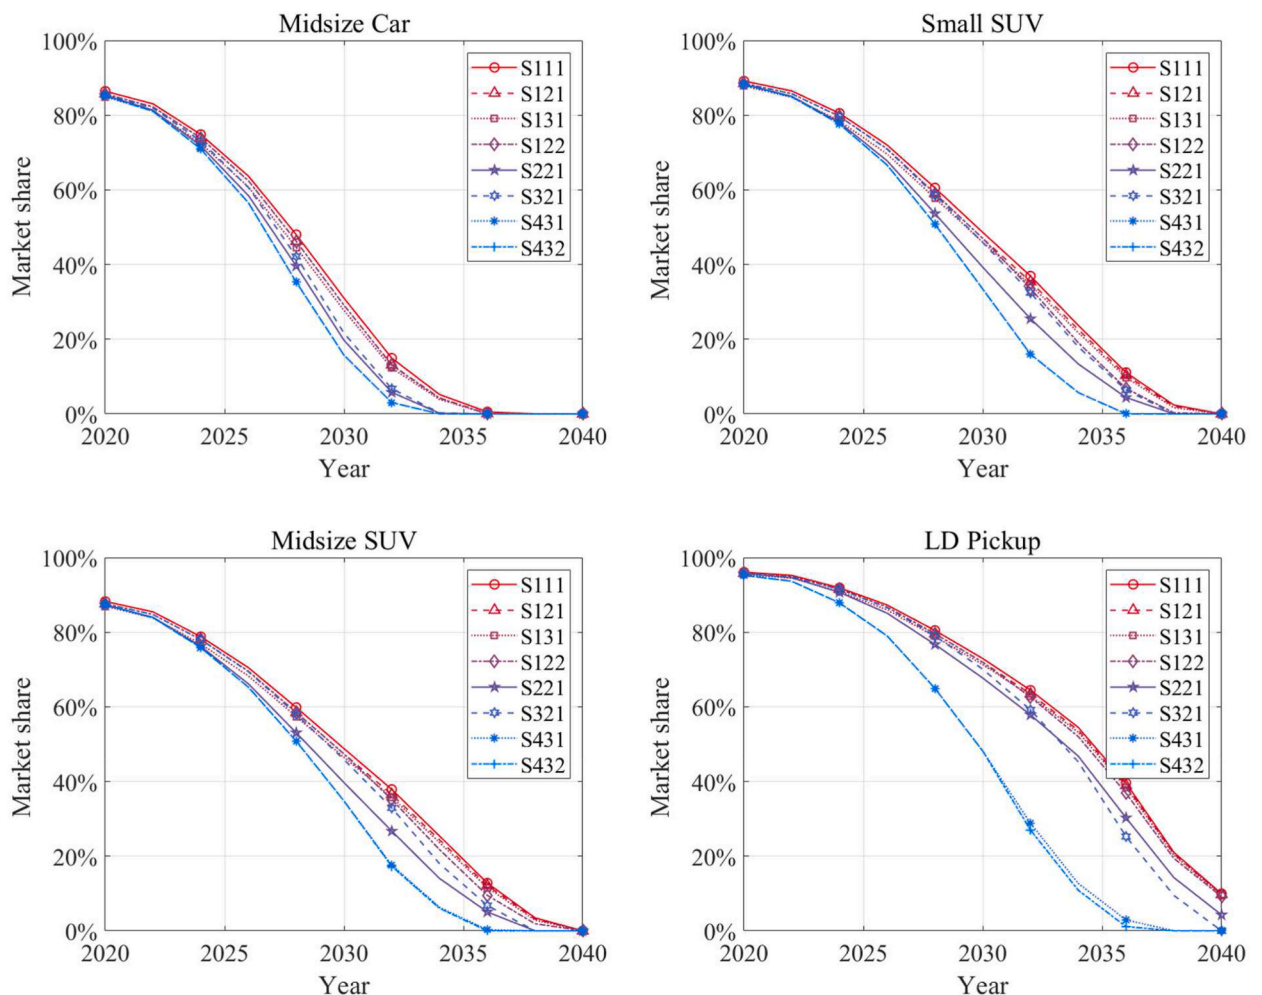 Midsize Car
100%
80%
60%
40%
20%
0%
Market share
2020 2025 2030 2035 2040
Year
S111
S121
S131
S122
S221
S321
S431
S432
Small SUV
100%
80%
60%
40%
20%
0%
Market share
2020 2025 2030 2035 2040
Year
S111
S121
S131
S122
S221
S321
S431
S432
Midsize SUV
100%
80%
60%
40%
20%
0%
Market share
2020 2025 2030 2035 2040
Year
S111
S121
S131
S122
S221
S321
S431
S432
LD Pickup
100%
80%
60%
40%
20%
0%
Market share
2020 2025 2030 2035 2040
Year
S111
S121
S131
S122
S221
S321
S431
S432